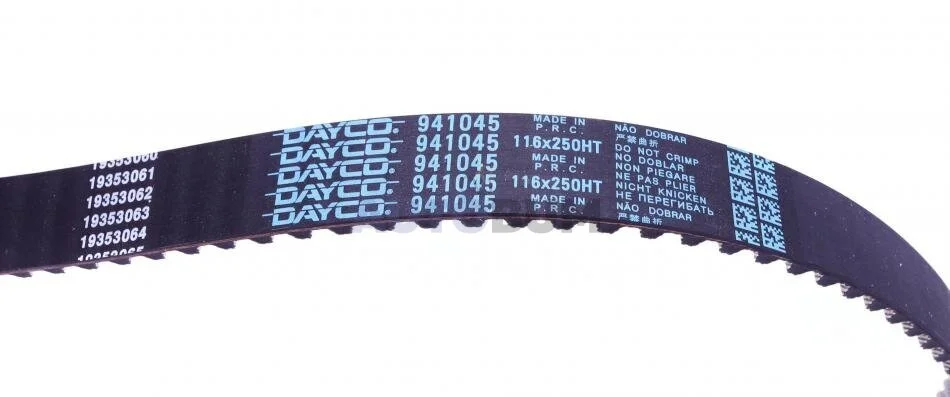 19353060
19353061
19353062
19353063
19353064
19353065
DAYCO. 941045 MADE IN P.R.C.
DAYCO. 941045 116x250HT
DAYCO. 941045 MADE IN P.R.C.
DAYCO. 941045 116x250HT
DAYCO. 941045 MADE IN P.R.C.
NÃO DOBRAR
严禁曲折
DO NOT CRIMP
NO DOBLAR
NON PIEGARE
NE PAS PLIER
NICHT KNICKEN
НЕ ПЕРЕГИБАТЬ
NÃO DOBRAR
严禁曲折